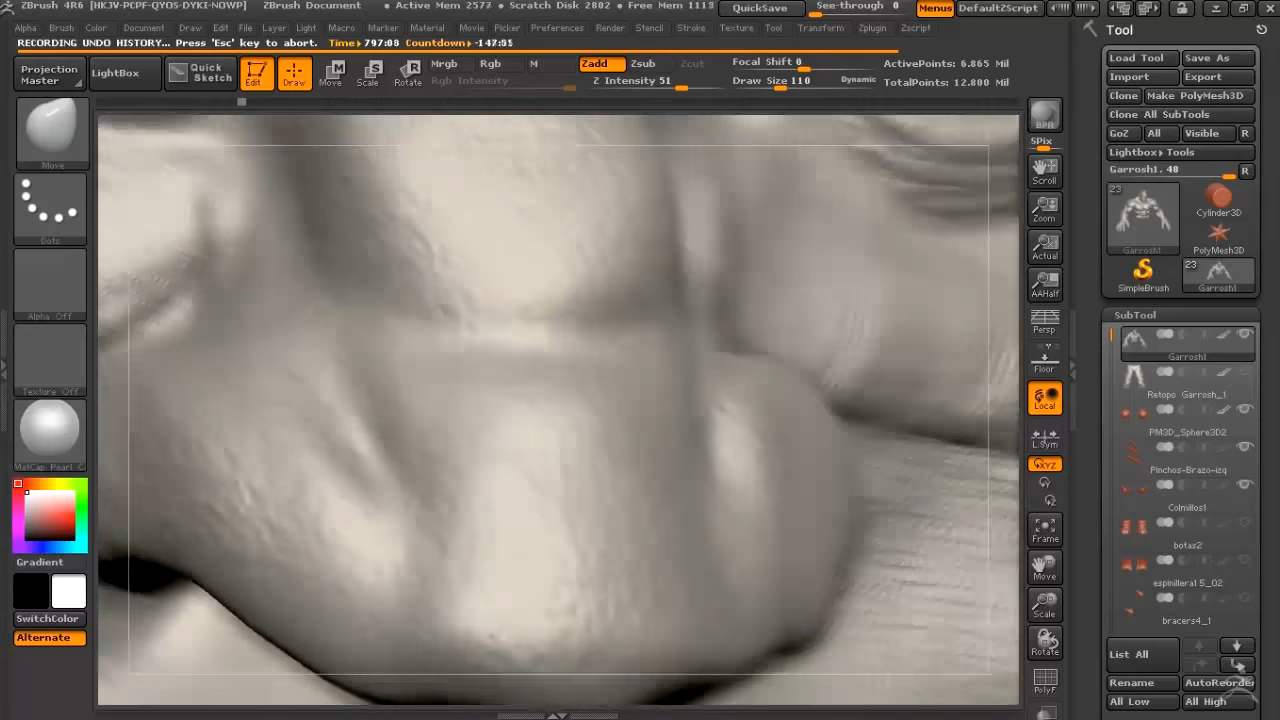 ZBrush 4R6 [HKJV-PCPF-QYOS-DYKI-NOWP] ZBrush Document • Active Mem 2573 • Scratch Disk 2802 • Free Mem 1113 QuickSave See-through 0 Menus DefaultZScript
Alpha Brush Color Document Draw Edit File Layer Light Macro Marker Material Movie Picker Preferences Render Stencil Stroke Texture Tool Transform Zplugin Zscript
Tool
RECORDING UNDO HISTORY... Press 'Esc' key to abort. Time▸797.08 Countdown▸-147.85
Projection Master
LightBox
Quick Sketch
Edit
Draw
Move
Scale
Rotate
Mrgb Rgb M
Rgb Intensity
Zadd Zsub Zcut
Z Intensity 51
Focal Shift 0
Draw Size 110 Dynamic
ActivePoints: 6.865 Mil
TotalPoints: 12.800 Mil
Load Tool Save As
Import Export
Clone Make PolyMesh3D
Clone All SubTools
GoZ All Visible R
Lightbox▸Tools
Garrosh1. 48 R
23
Garrosh1
Cylinder3D
PolyMesh3D
SimpleBrush
23
Garrosh1
SubTool
Garrosh1
Retopo_Garrosh_1
PM3D_Sphere3D2
Pinchos-Brazo-izq
Colmillos1
botas2
espinillera15_02
bracers4_1
List All
Rename AutoReorder
All Low All High
Move
Dots
Alpha Off
Texture Off
MatCap Pearl C
Gradient
SwitchColor
Alternate
BPR
SPix
Scroll
Zoom
Actual
AAHalf
Persp
Floor
Local
L.Sym
XYZ
Frame
Move
Scale
Rotate
PolyF